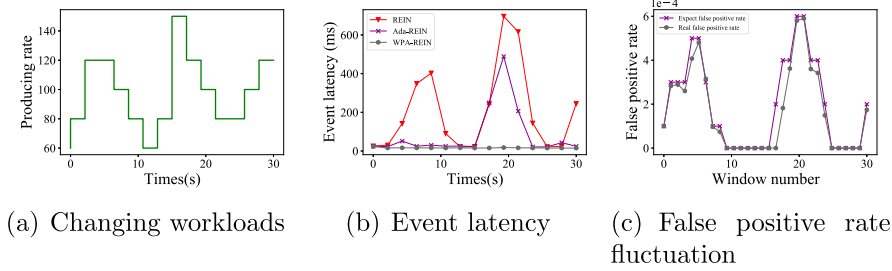 1e−4
Producing rate
140
120
100
80
60
0
10
20
30
Times(s)
Event latency (ms)
600
400
200
0
REIN
Ada-REIN
WPA-REIN
0
10
20
30
Times(s)
False positive rate
6
4
2
0
Expect false positive rate
Real false positive rate
0
10
20
30
Window number
(a) Changing workloads
(b) Event latency
(c) False positive rate
fluctuation